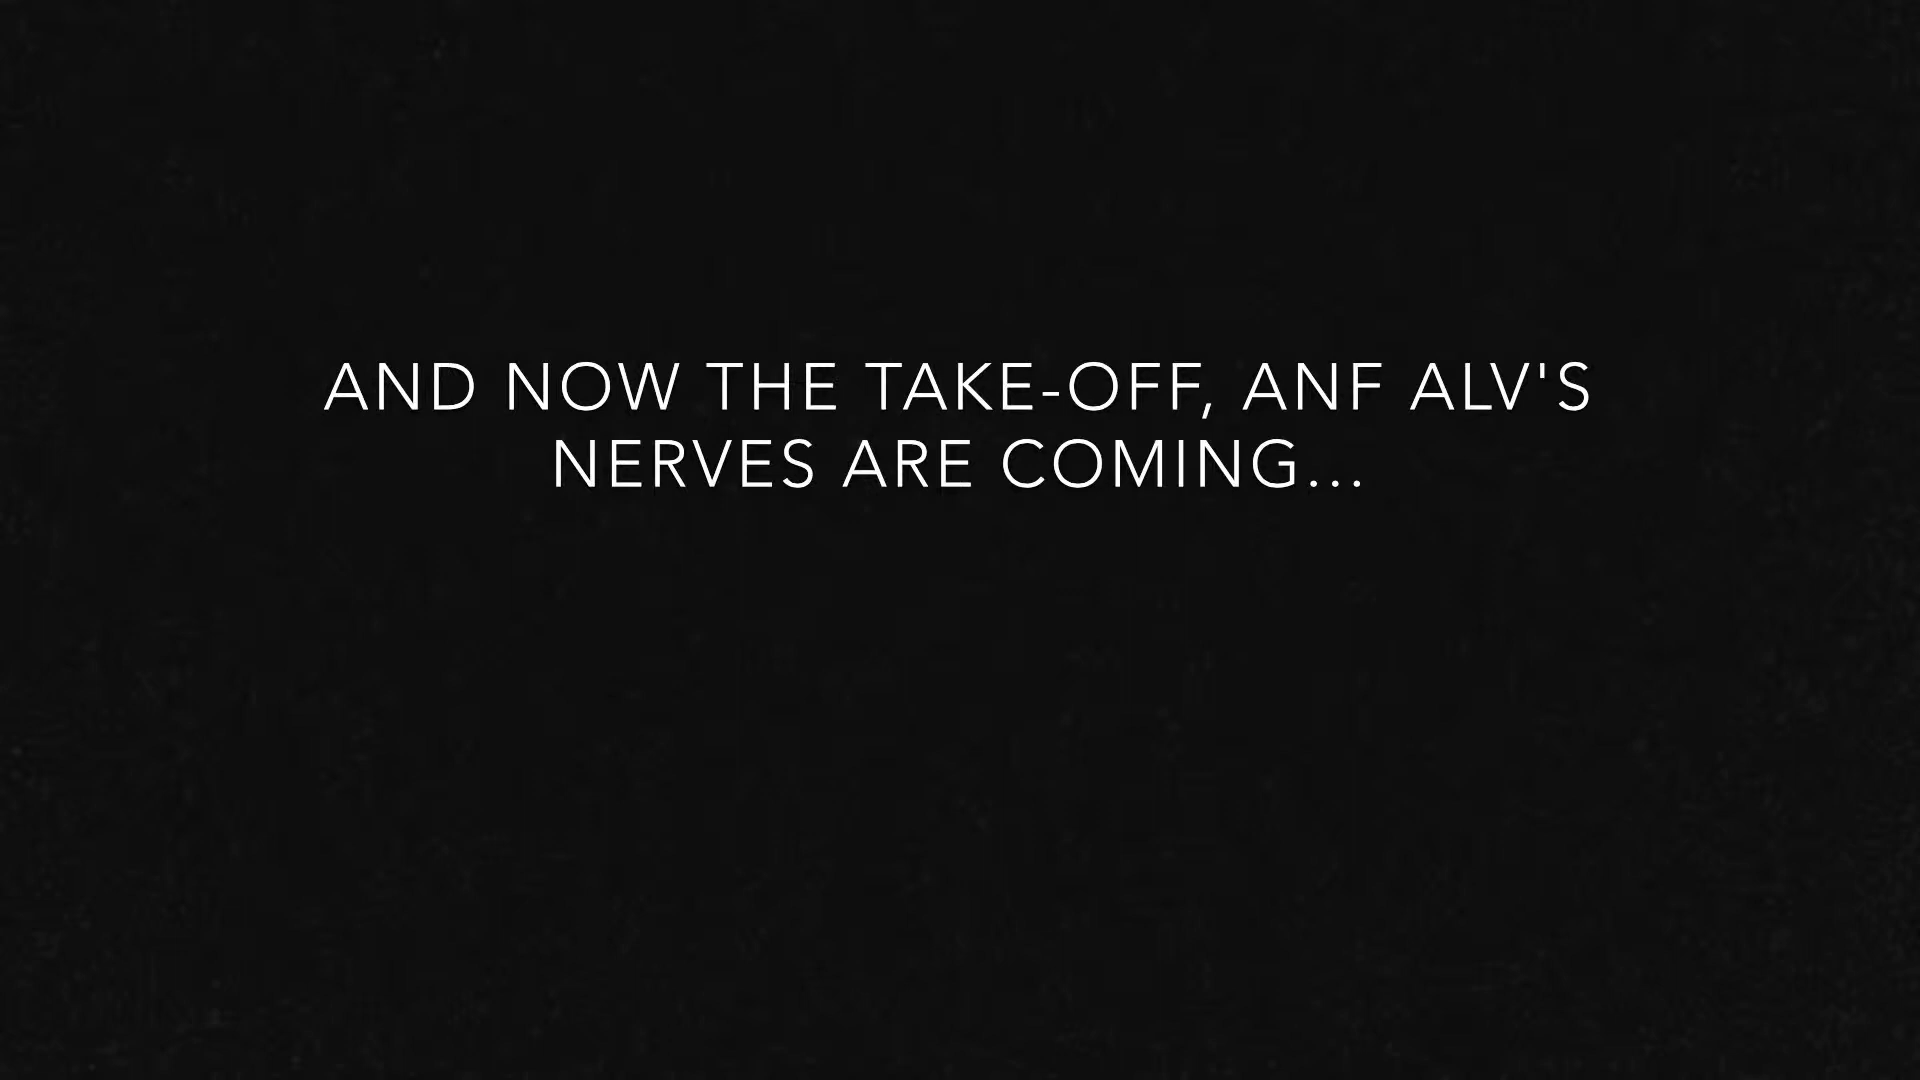 AND NOW THE TAKE-OFF, ANF ALV'S
NERVES ARE COMING...